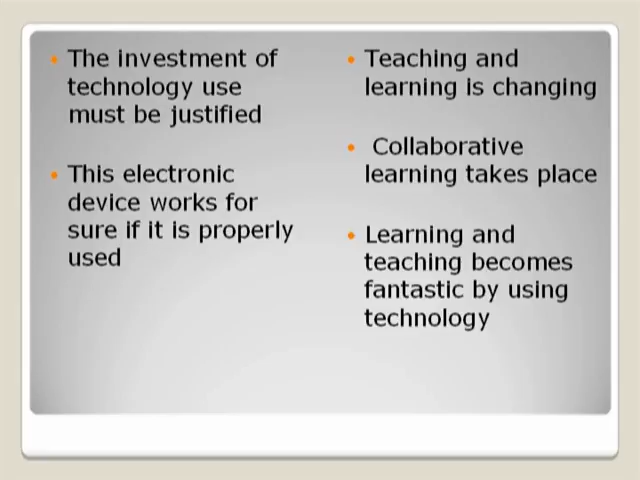 The investment of
technology use
must be justified
This electronic
device works for
sure if it is properly
used
Teaching and
learning is changing
Collaborative
learning takes place
Learning and
teaching becomes
fantastic by using
technology